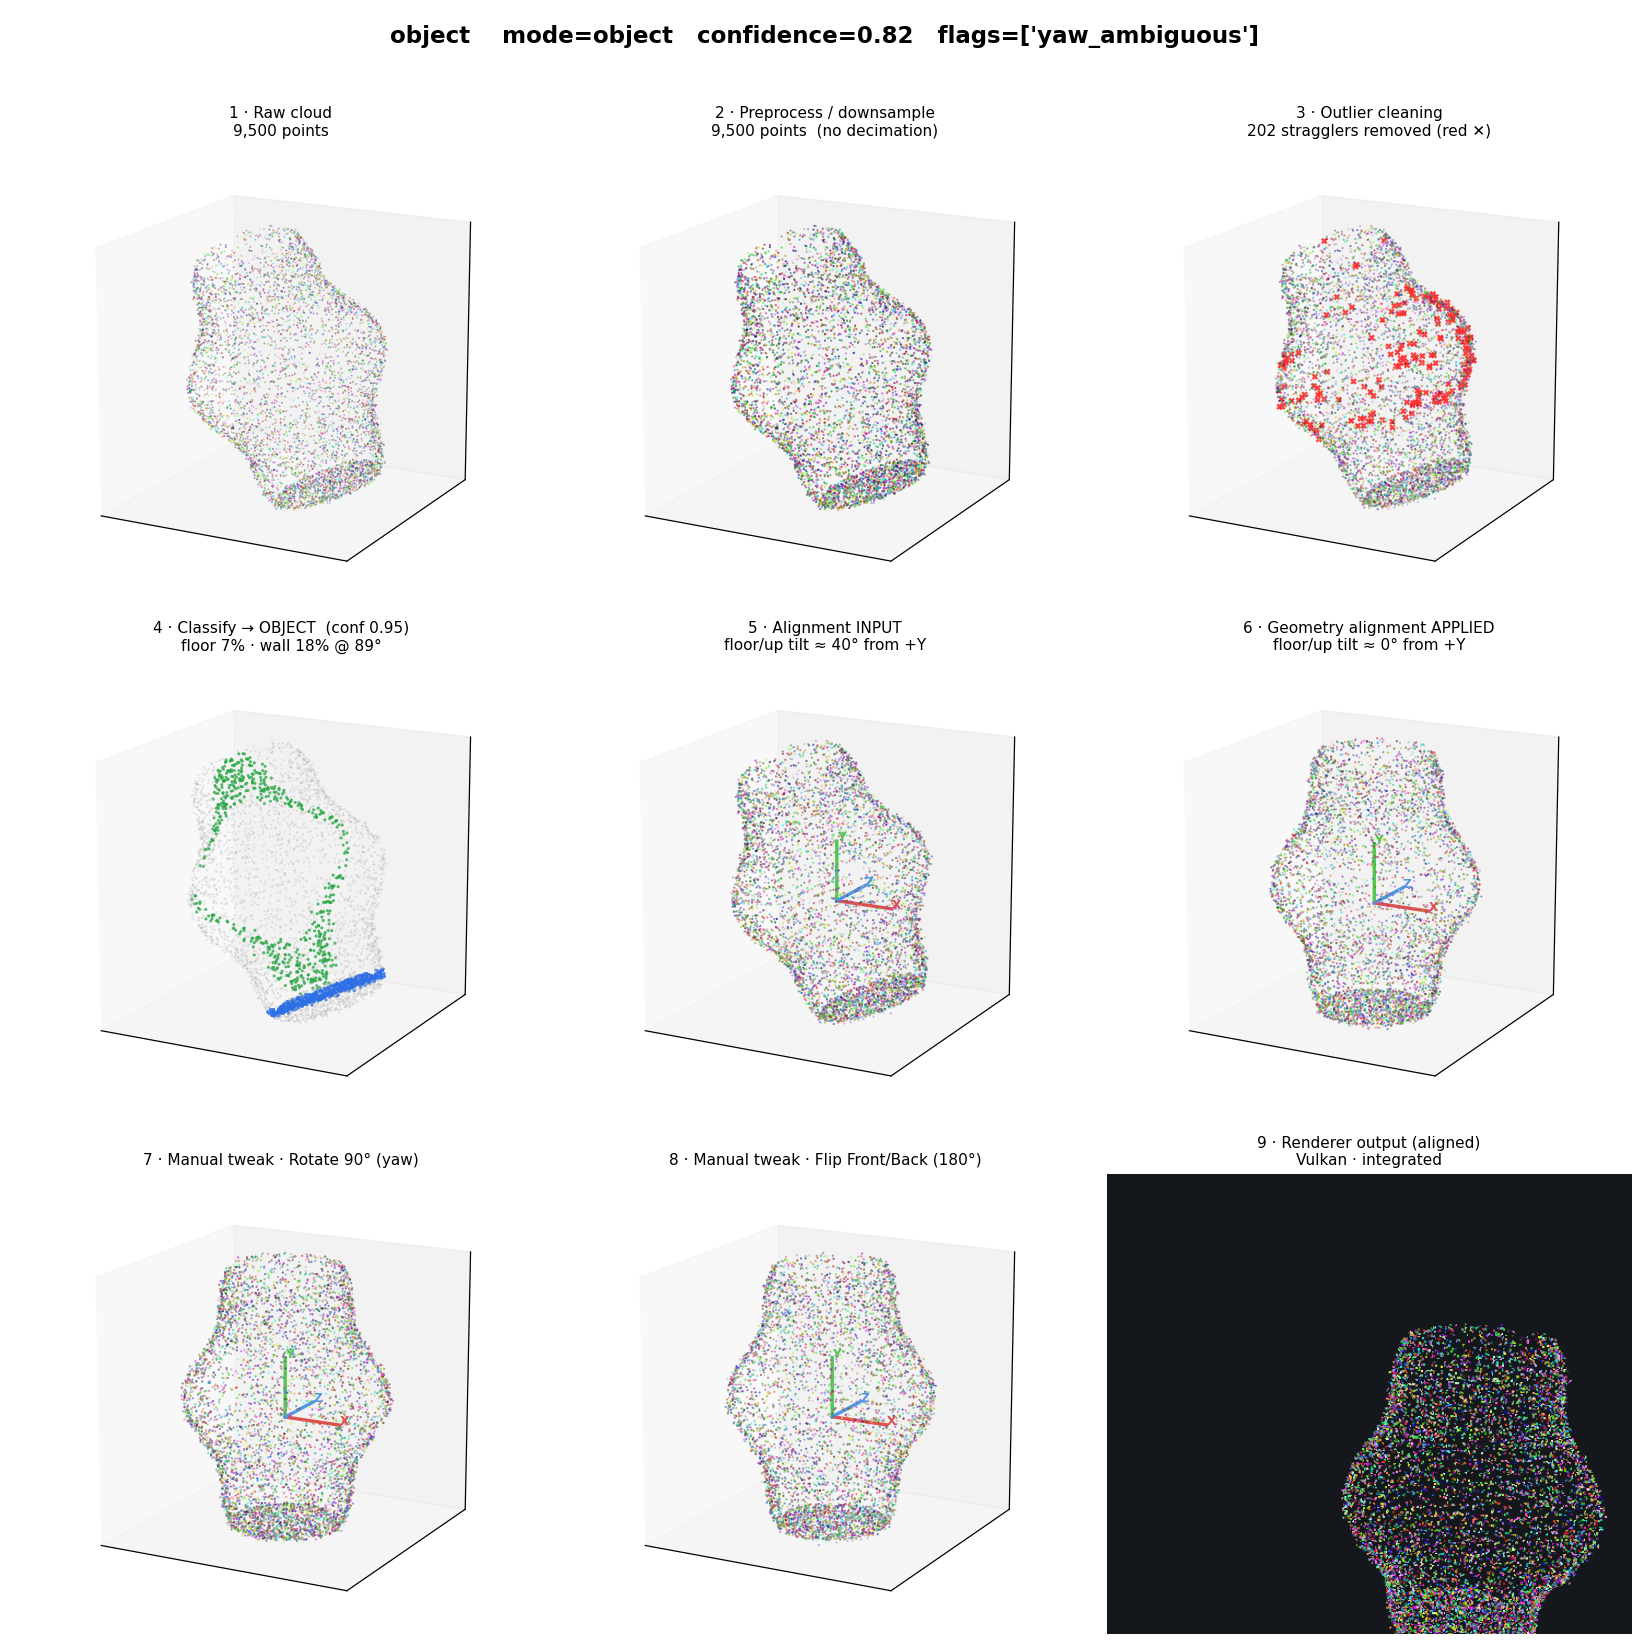 object    mode=object   confidence=0.82   flags=['yaw_ambiguous']
1 · Raw cloud
9,500 points
2 · Preprocess / downsample
9,500 points  (no decimation)
3 · Outlier cleaning
202 stragglers removed (red ✕)
4 · Classify → OBJECT  (conf 0.95)
floor 7% · wall 18% @ 89°
5 · Alignment INPUT
floor/up tilt ≈ 40° from +Y
Y
Z
X
6 · Geometry alignment APPLIED
floor/up tilt ≈ 0° from +Y
Y
Z
X
7 · Manual tweak · Rotate 90° (yaw)
Y
Z
X
8 · Manual tweak · Flip Front/Back (180°)
Y
Z
X
9 · Renderer output (aligned)
Vulkan · integrated